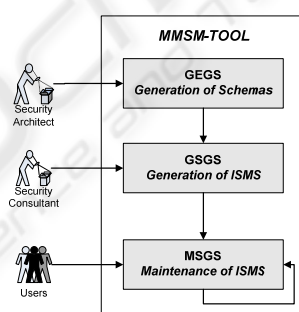 MMSM-TOOL
GEGS
Generation of Schemas
Security
Architect
GSGS
Generation of ISMS
Security
Consultant
MSGS
Maintenance of ISMS
Users